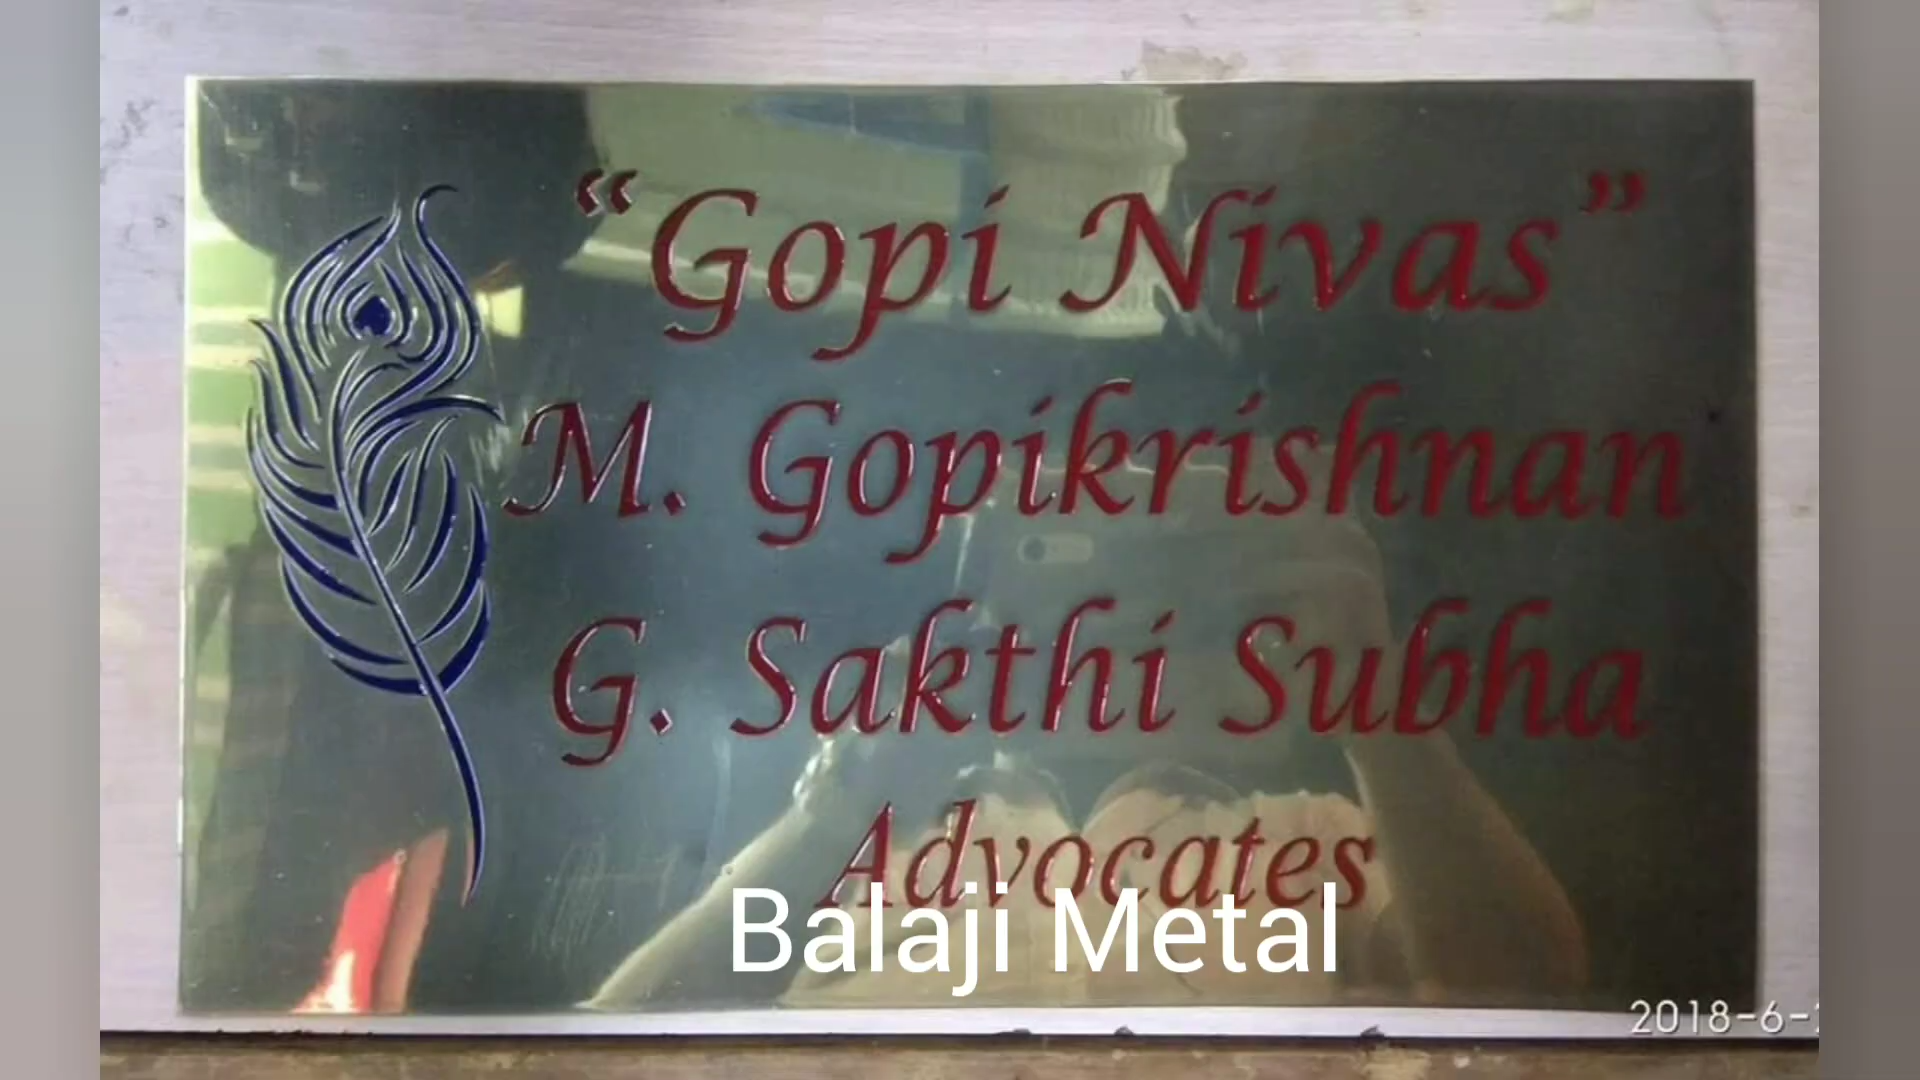 “Gopi Nivas”
M. Gopikrishnan
G. Sakthi Subha
Advocates
Balaji Metal
2018-6-